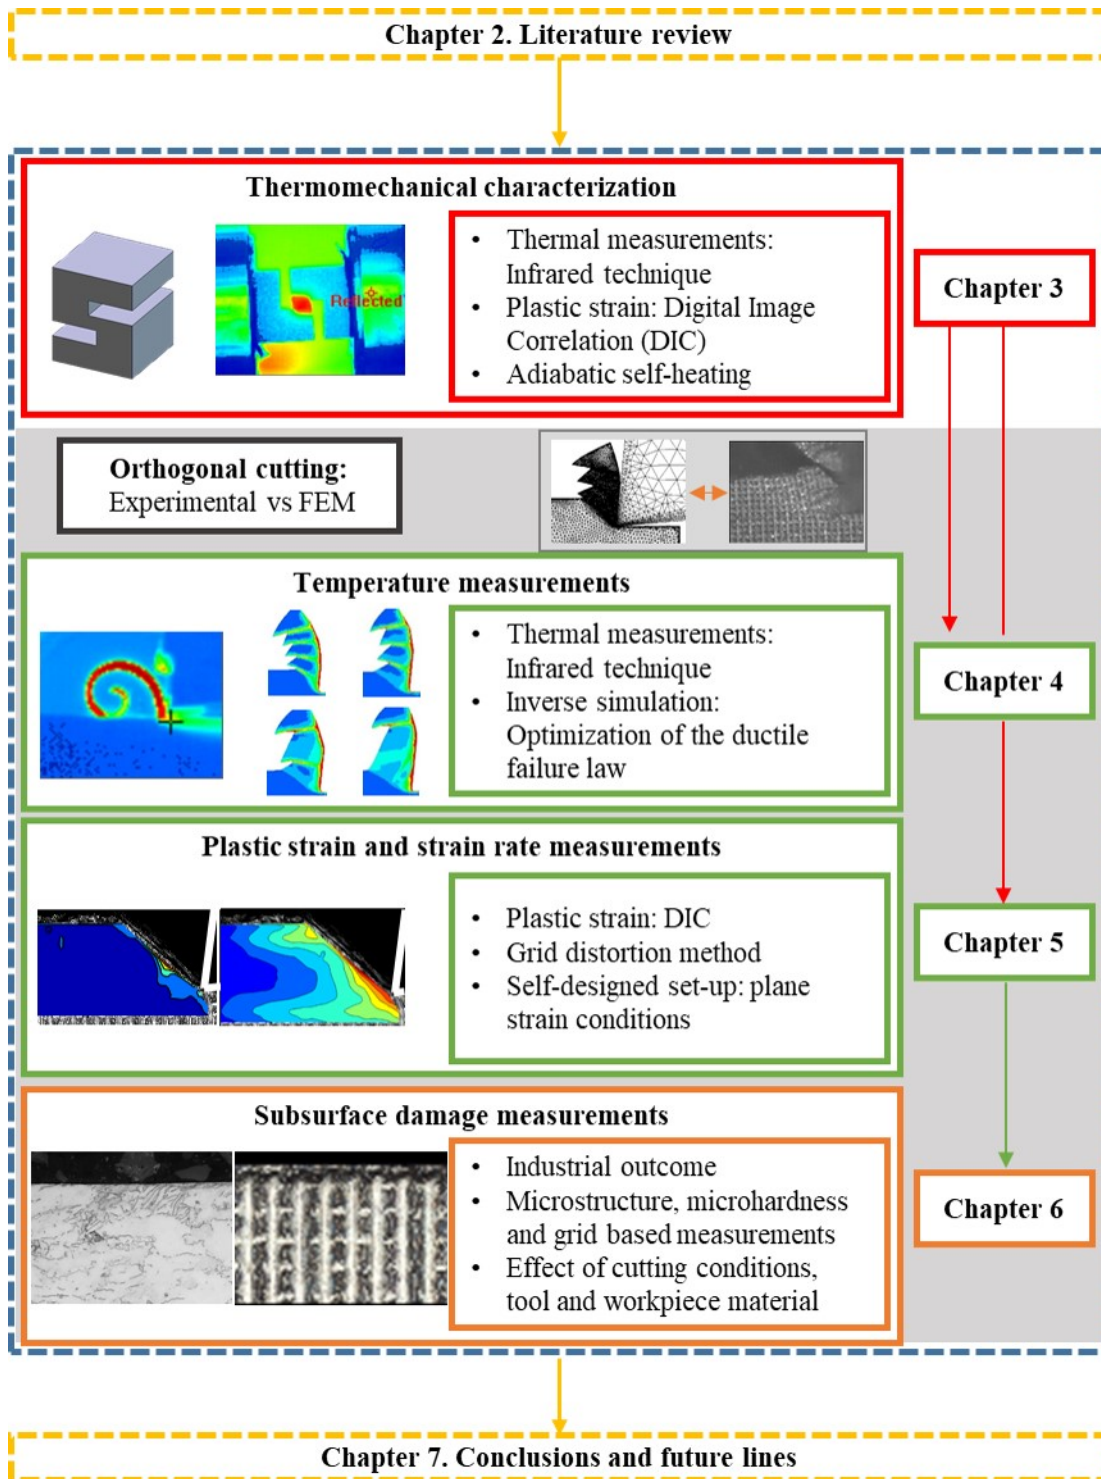 Chapter 2. Literature review
Thermomechanical characterization
Reflected
• Thermal measurements:
Infrared technique
• Plastic strain: Digital Image
Correlation (DIC)
• Adiabatic self-heating
Chapter 3
Orthogonal cutting:
Experimental vs FEM
Temperature measurements
• Thermal measurements:
Infrared technique
• Inverse simulation:
Optimization of the ductile
failure law
Chapter 4
Plastic strain and strain rate measurements
• Plastic strain: DIC
• Grid distortion method
• Self-designed set-up: plane
strain conditions
Chapter 5
Subsurface damage measurements
• Industrial outcome
• Microstructure, microhardness
and grid based measurements
• Effect of cutting conditions,
tool and workpiece material
Chapter 6
Chapter 7. Conclusions and future lines